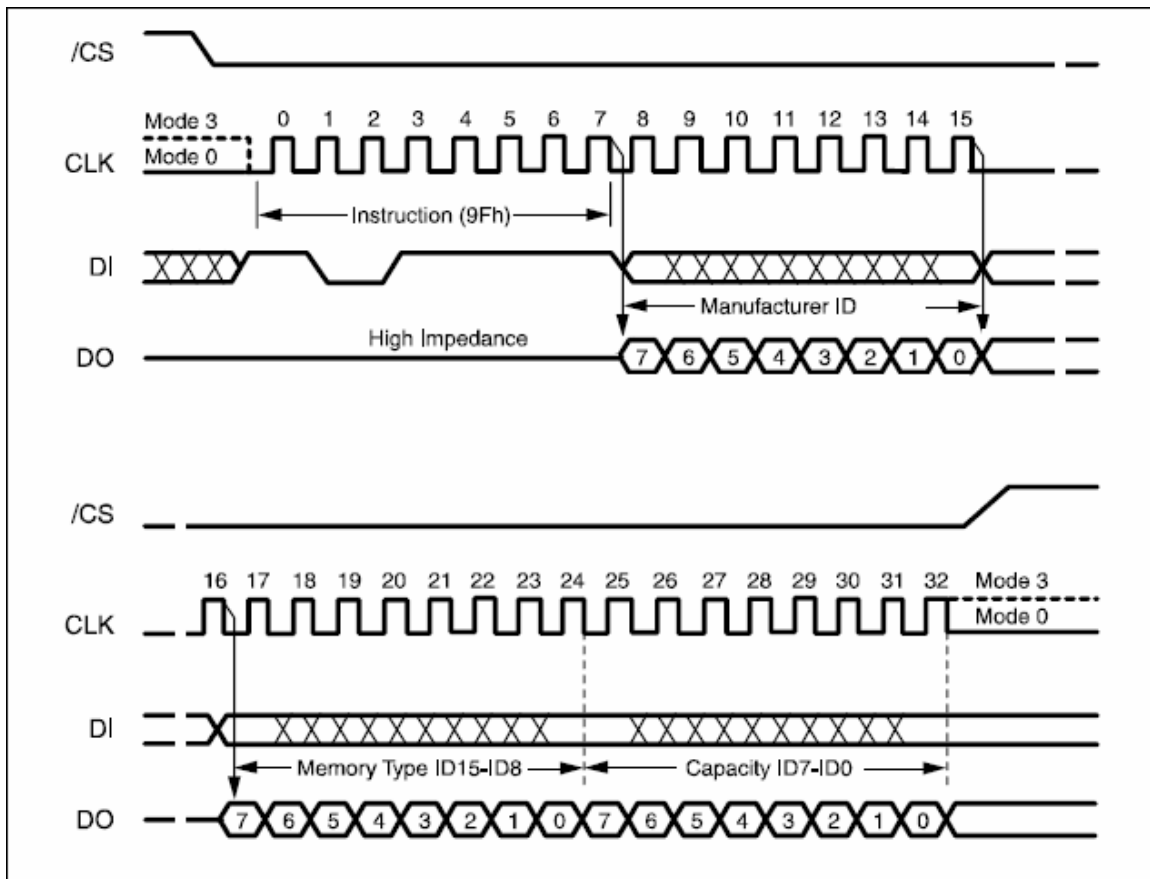 /CS
Mode 3
0 1 2 3 4 5 6 7 8 9 10 11 12 13 14 15
CLK
Mode 0
Instruction (9Fh)
DI
Manufacturer ID
High Impedance
DO
7 6 5 4 3 2 1 0
/CS
16 17 18 19 20 21 22 23 24 25 26 27 28 29 30 31 32
Mode 3
CLK
Mode 0
DI
Memory Type ID15-ID8
Capacity ID7-ID0
DO
7 6 5 4 3 2 1 0 7 6 5 4 3 2 1 0